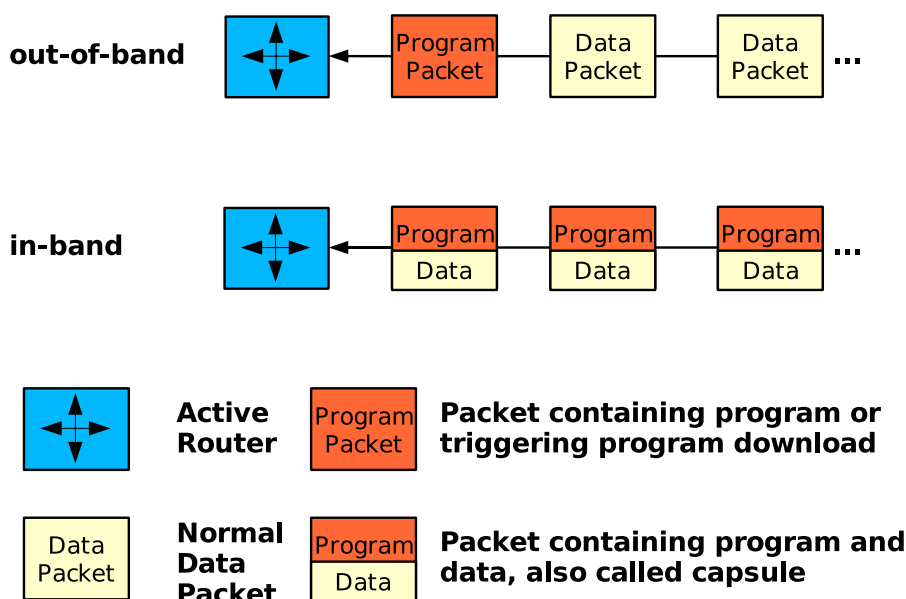 out-of-band
Program
Packet
Data
Packet
Data
Packet
...
in-band
Program
Data
Program
Data
Program
Data
...
Active
Router
Program
Packet
Packet containing program or
triggering program download
Data
Packet
Normal
Data
Packet
Program
Data
Packet containing program and
data, also called capsule